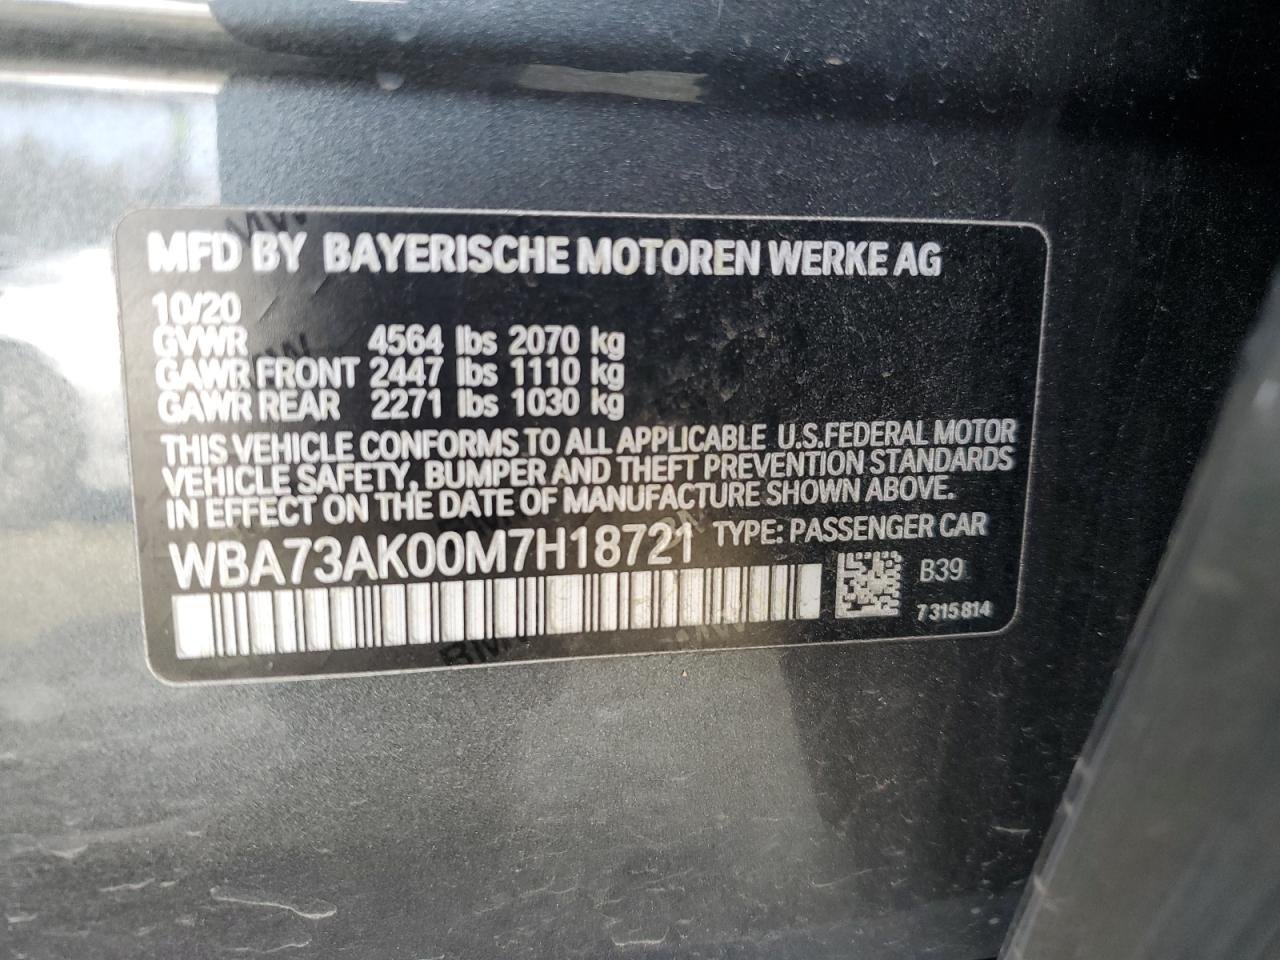 MFD BY BAYERISCHE MOTOREN WERKE AG
10/20
GVWR 4564 lbs 2070 kg
GAWR FRONT 2447 lbs 1110 kg
GAWR REAR 2271 lbs 1030 kg
THIS VEHICLE CONFORMS TO ALL APPLICABLE U.S.FEDERAL MOTOR
VEHICLE SAFETY, BUMPER AND THEFT PREVENTION STANDARDS
IN EFFECT ON THE DATE OF MANUFACTURE SHOWN ABOVE.
WBA73AK00M7H18721 TYPE: PASSENGER CAR
B39
7 315 814